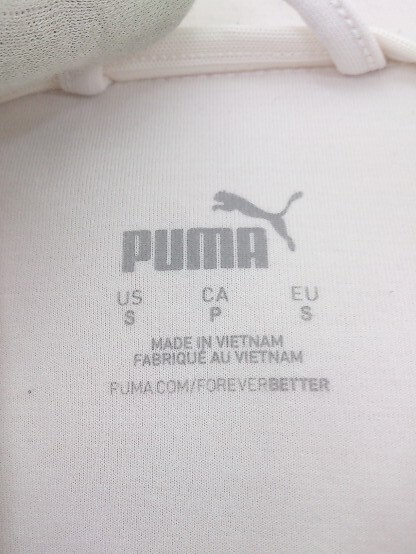 PUMA
US CA EU
S P S
MADE IN VIETNAM
FABRIQUÉ AU VIETNAM
PUMA.COM/FOREVERBETTER